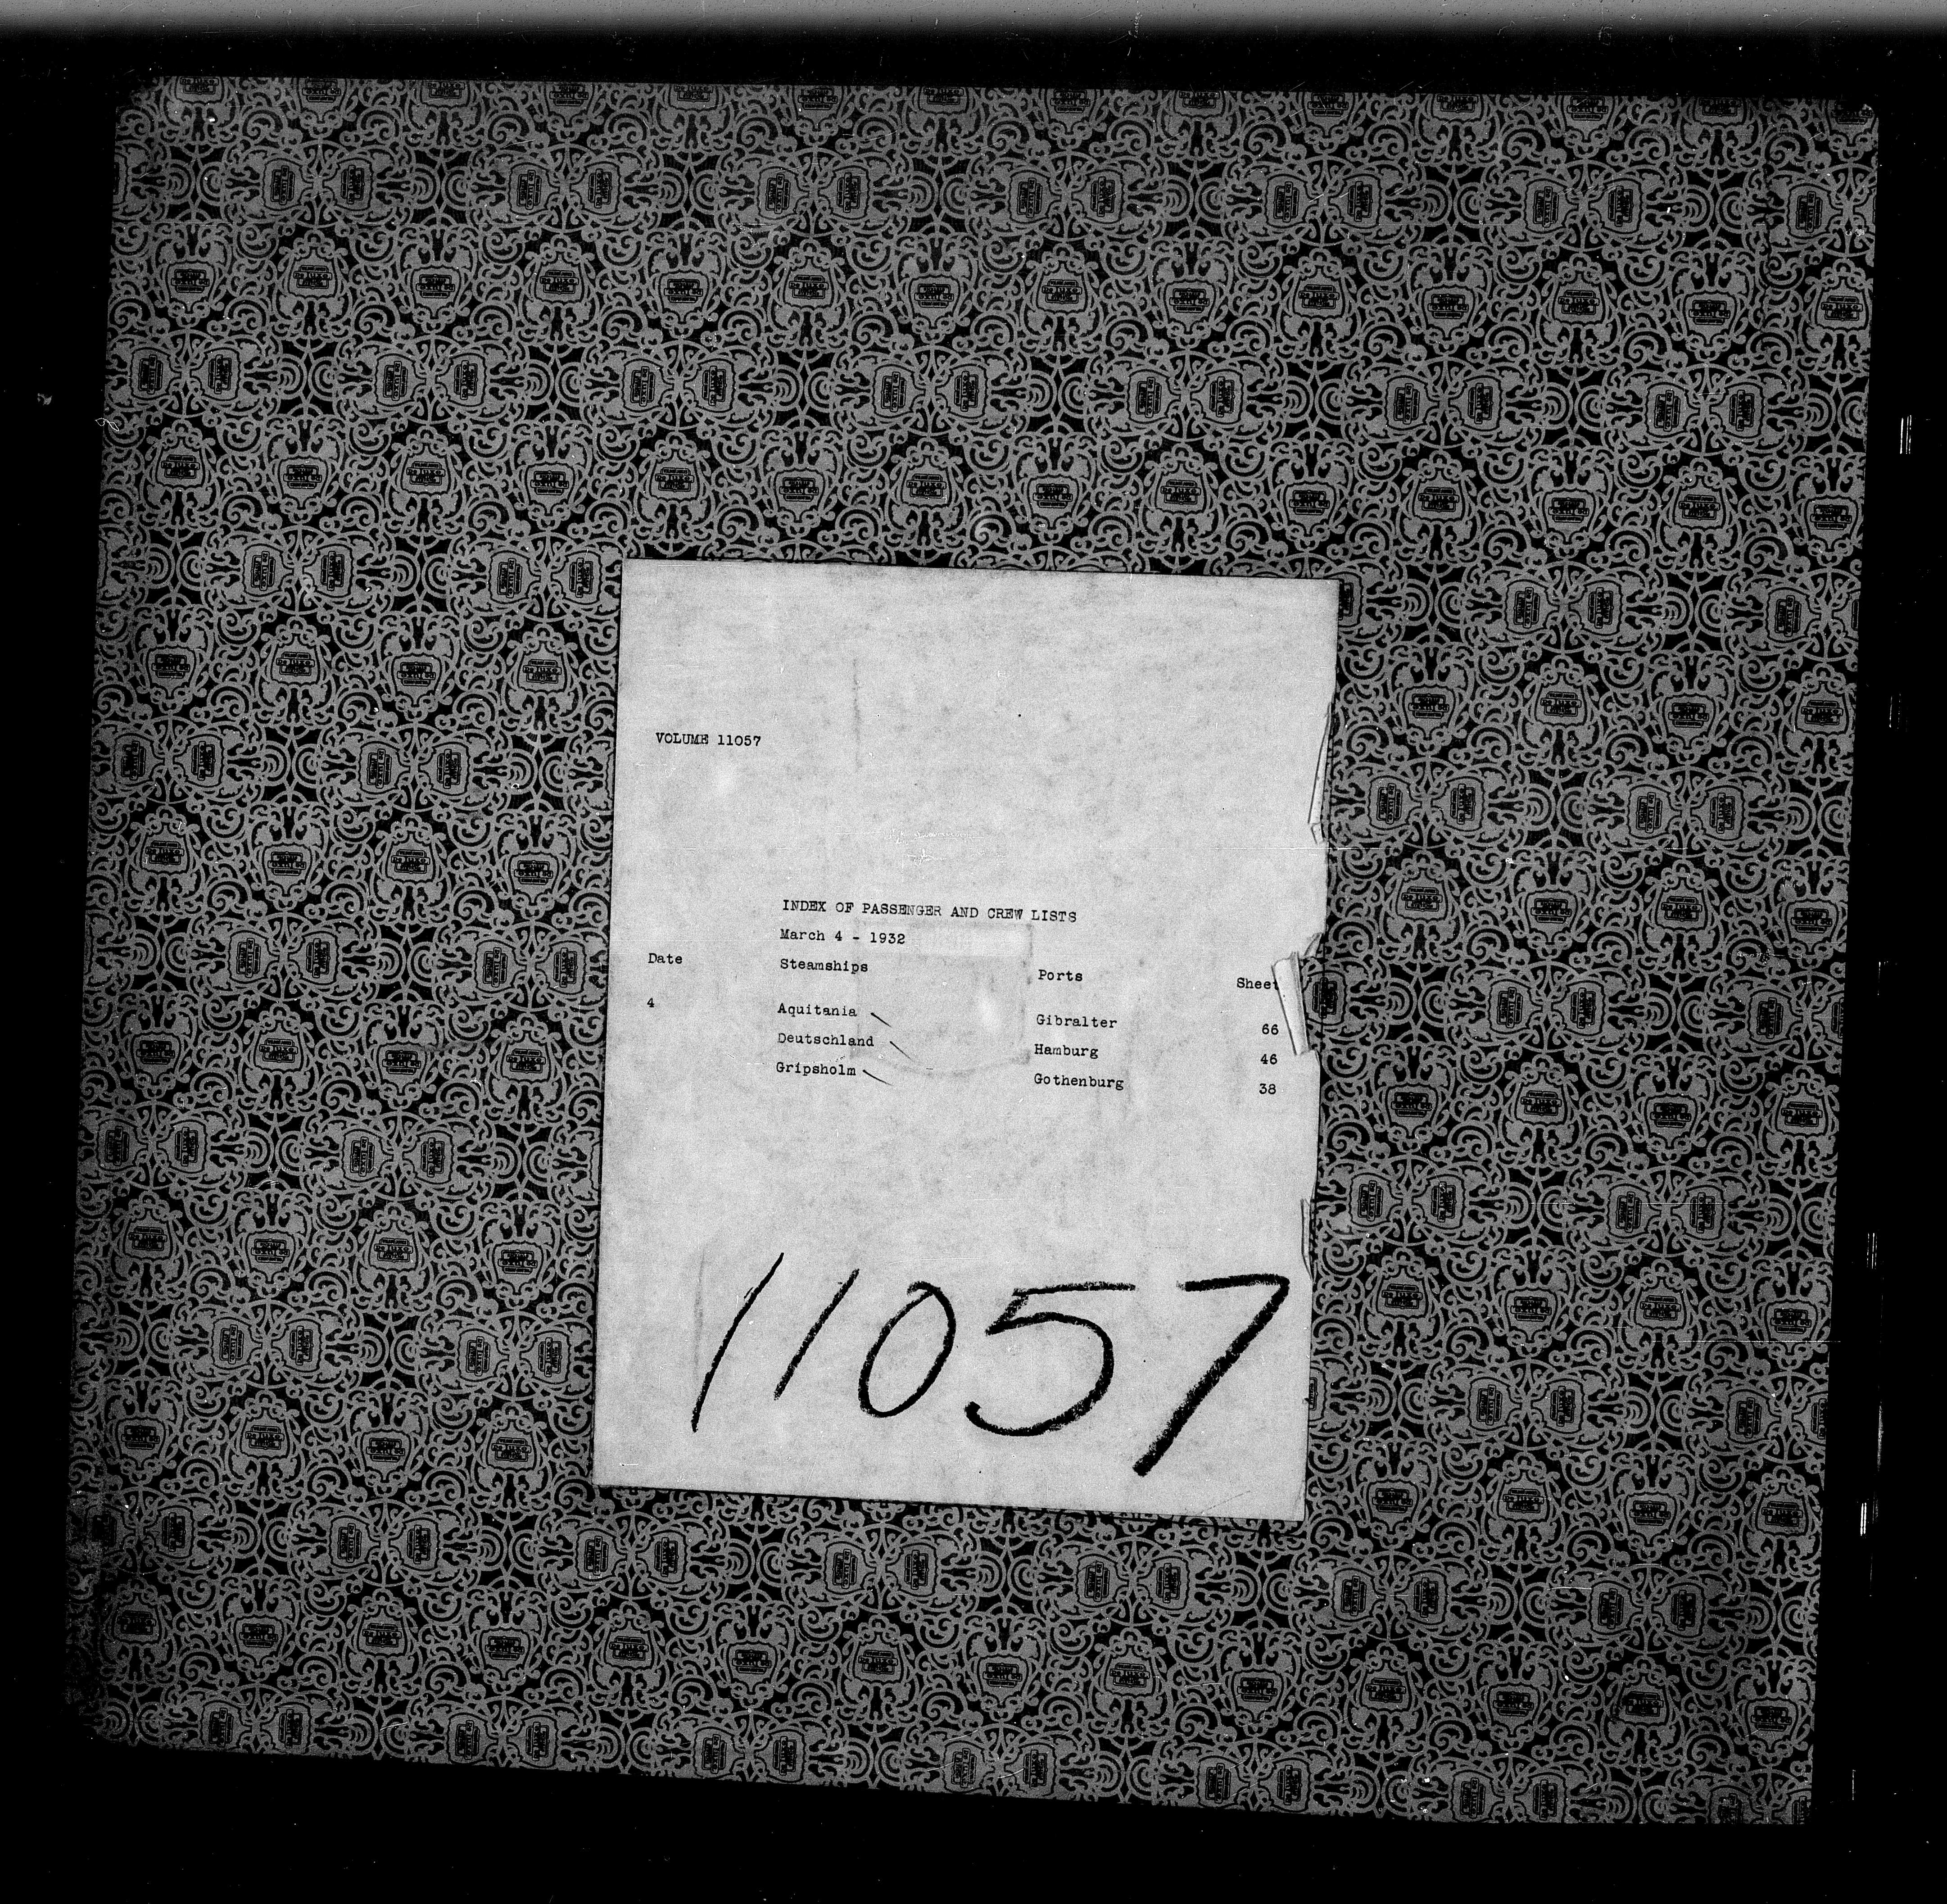 VOLUME 11057
INDEX OF PASSENGER AND CREW LISTS
March 4 - 1932
Date Steamships Ports Sheet
4 Aquitania Gibralter 66
Deutschland Hamburg 46
Gripsholm Gothenburg 38
11057